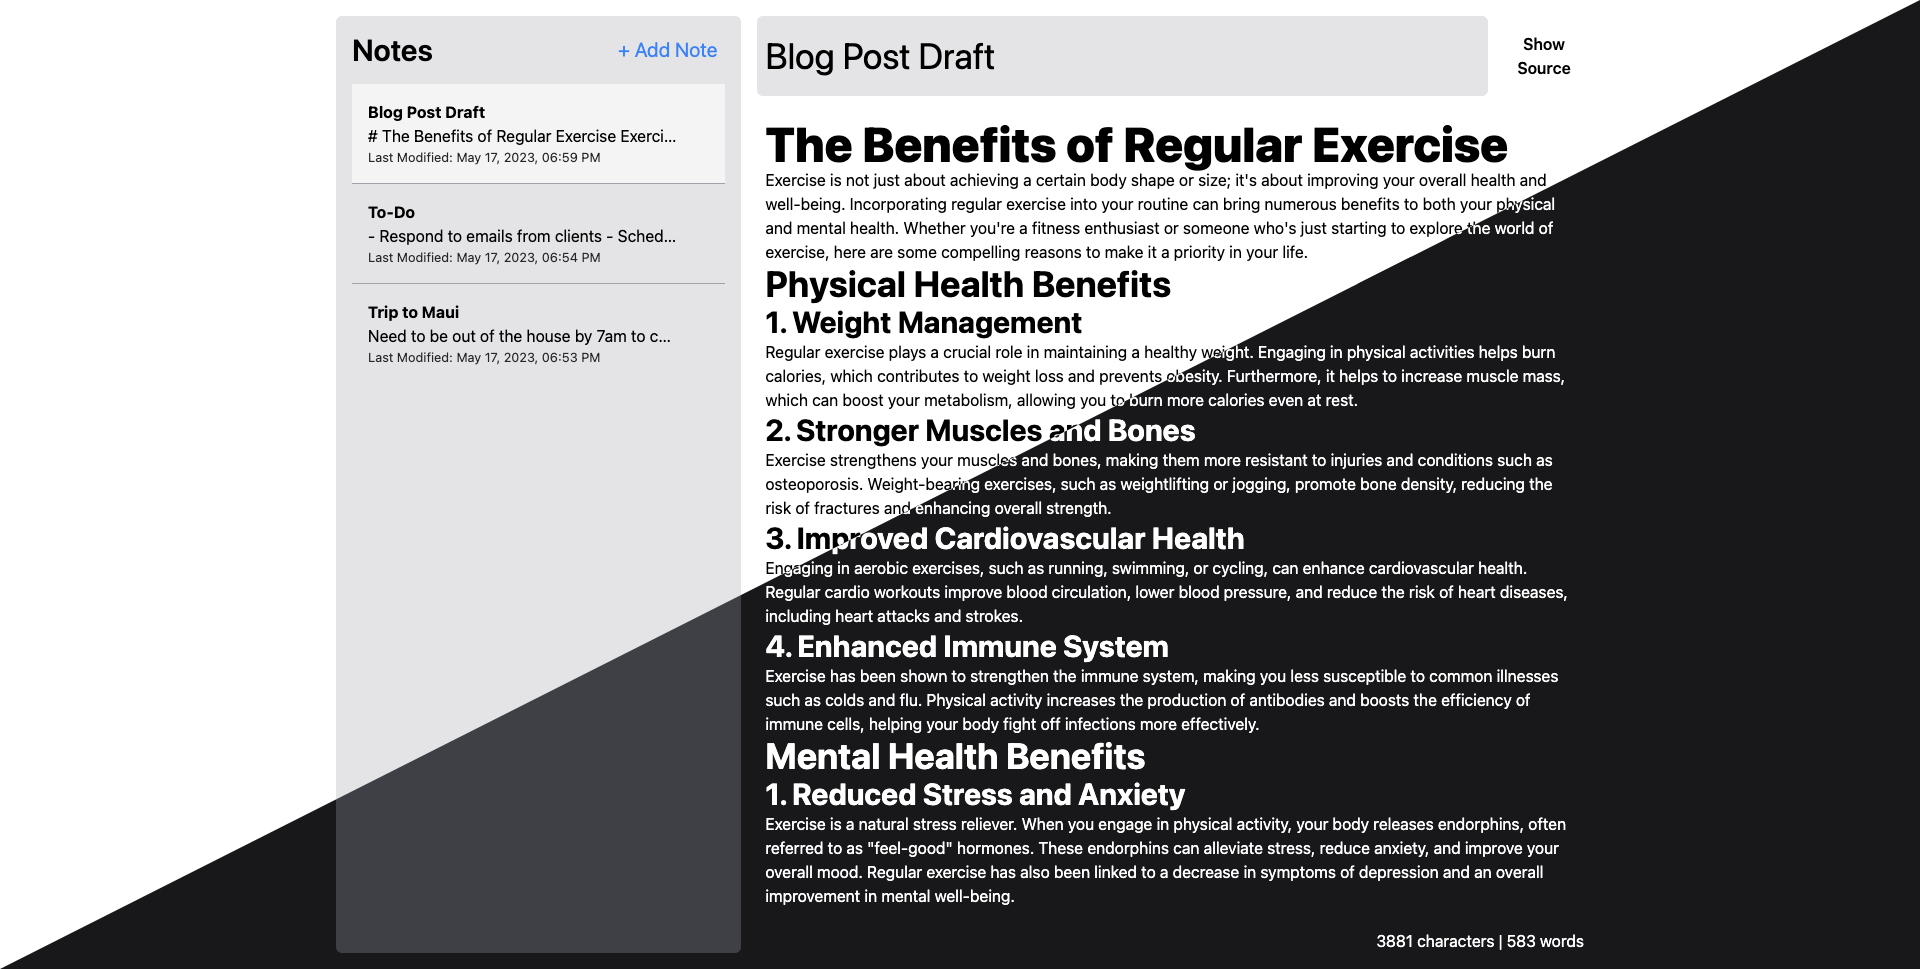 Notes
+ Add Note
Blog Post Draft
# The Benefits of Regular Exercise Exerci...
Last Modified: May 17, 2023, 06:59 PM
To-Do
- Respond to emails from clients - Sched...
Last Modified: May 17, 2023, 06:54 PM
Trip to Maui
Need to be out of the house by 7am to c...
Last Modified: May 17, 2023, 06:53 PM
Blog Post Draft
Show
Source
The Benefits of Regular Exercise
Exercise is not just about achieving a certain body shape or size; it's about improving your overall health and
well-being. Incorporating regular exercise into your routine can bring numerous benefits to both your physical
and mental health. Whether you're a fitness enthusiast or someone who's just starting to explore the world of
exercise, here are some compelling reasons to make it a priority in your life.
Physical Health Benefits
1. Weight Management
Regular exercise plays a crucial role in maintaining a healthy weight. Engaging in physical activities helps burn
calories, which contributes to weight loss and prevents obesity. Furthermore, it helps to increase muscle mass,
which can boost your metabolism, allowing you to burn more calories even at rest.
2. Stronger Muscles and Bones
Exercise strengthens your muscles and bones, making them more resistant to injuries and conditions such as
osteoporosis. Weight-bearing exercises, such as weightlifting or jogging, promote bone density, reducing the
risk of fractures and enhancing overall strength.
3. Improved Cardiovascular Health
Engaging in aerobic exercises, such as running, swimming, or cycling, can enhance cardiovascular health.
Regular cardio workouts improve blood circulation, lower blood pressure, and reduce the risk of heart diseases,
including heart attacks and strokes.
4. Enhanced Immune System
Exercise has been shown to strengthen the immune system, making you less susceptible to common illnesses
such as colds and flu. Physical activity increases the production of antibodies and boosts the efficiency of
immune cells, helping your body fight off infections more effectively.
Mental Health Benefits
1. Reduced Stress and Anxiety
Exercise is a natural stress reliever. When you engage in physical activity, your body releases endorphins, often
referred to as "feel-good" hormones. These endorphins can alleviate stress, reduce anxiety, and improve your
overall mood. Regular exercise has also been linked to a decrease in symptoms of depression and an overall
improvement in mental well-being.
3881 characters | 583 words